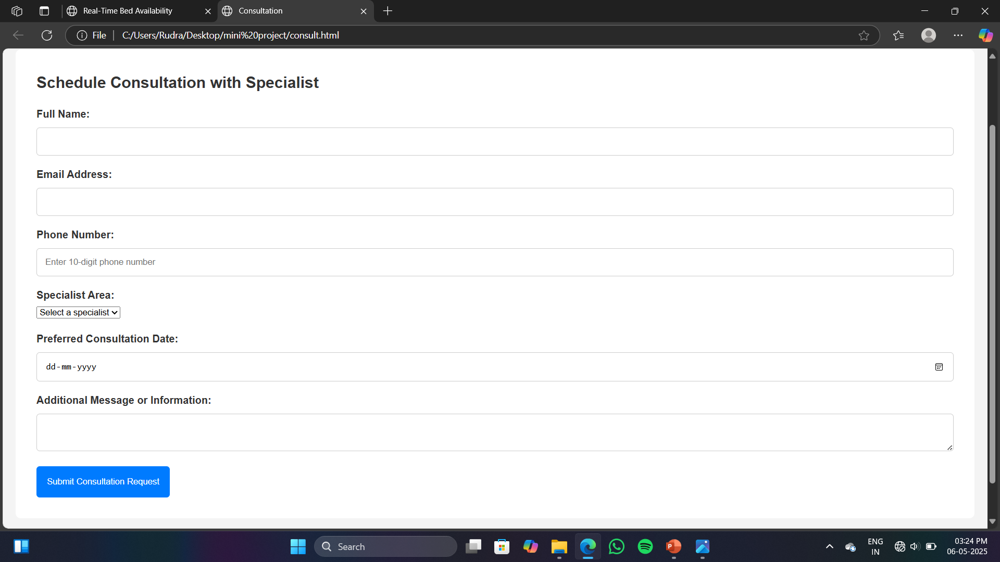 Real-Time Bed Availability
Consultation
File
C:/Users/Rudra/Desktop/mini%20project/consult.html
Schedule Consultation with Specialist
Full Name:
Email Address:
Phone Number:
Enter 10-digit phone number
Specialist Area:
Select a specialist
Preferred Consultation Date:
dd-mm-yyyy
Additional Message or Information:
Submit Consultation Request
Search
P
ENG
IN
03:24 PM
06-05-2025